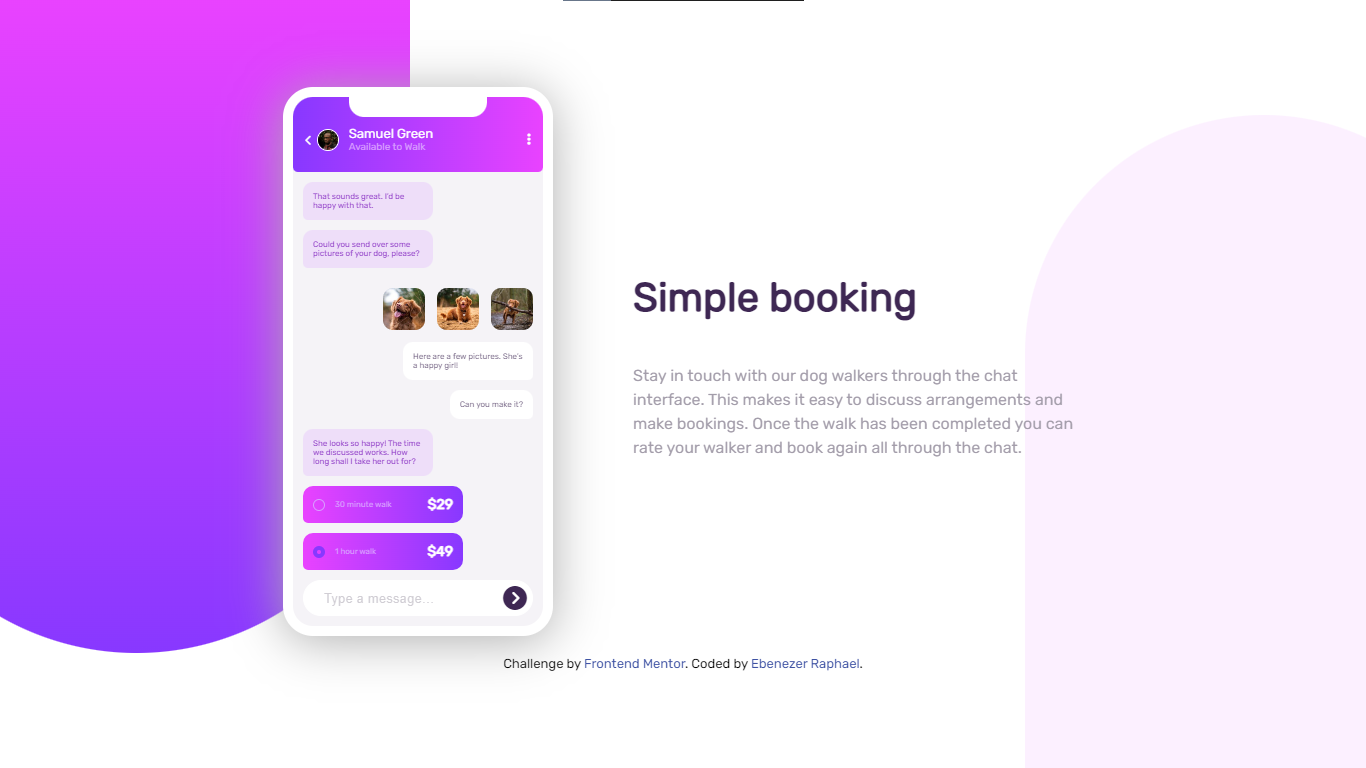 Samuel Green
Available to Walk
That sounds great. I'd be
happy with that.
Could you send over some
pictures of your dog, please?
Here are a few pictures. She's
a happy girl!
Can you make it?
She looks so happy! The time
we discussed works. How
long shall I take her out for?
30 minute walk $29
1 hour walk $49
Type a message...
Simple booking
Stay in touch with our dog walkers through the chat
interface. This makes it easy to discuss arrangements and
make bookings. Once the walk has been completed you can
rate your walker and book again all through the chat.
Challenge by Frontend Mentor. Coded by Ebenezer Raphael.